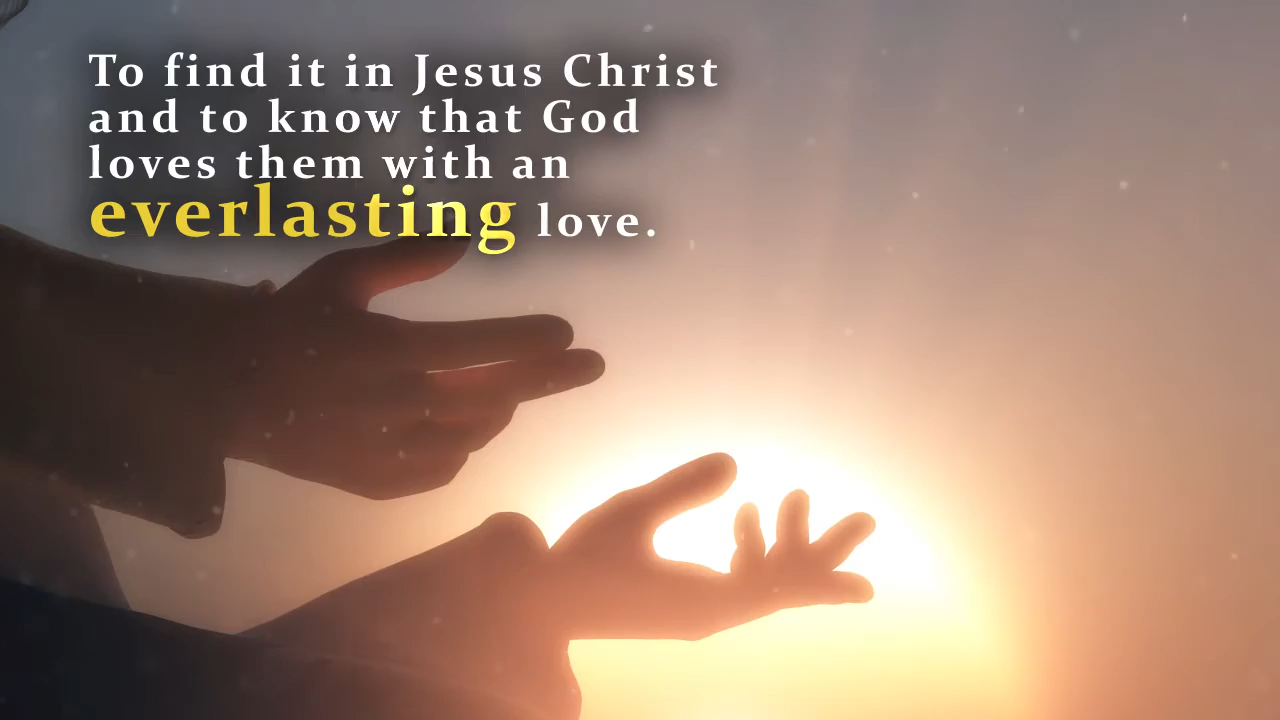 To find it in Jesus Christ
and to know that God
loves them with an
everlasting love.